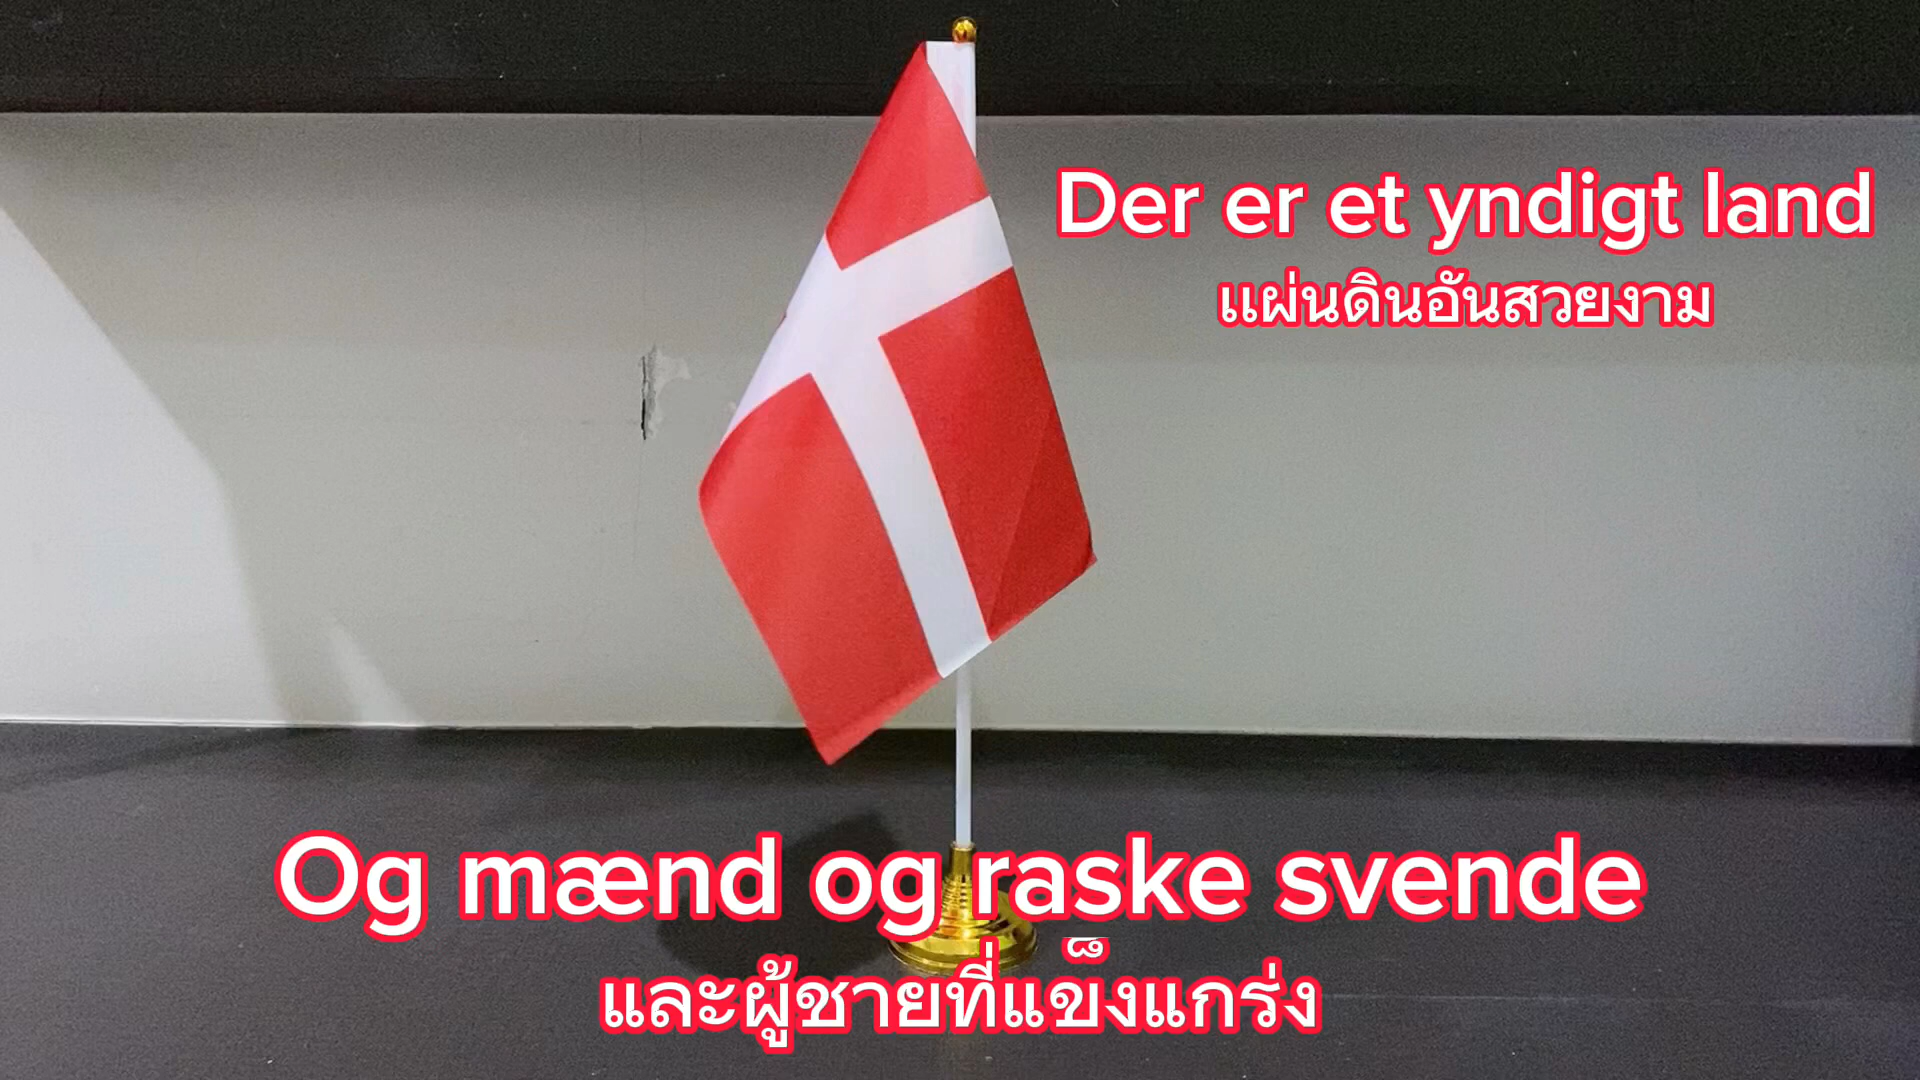 Der er et yndigt land
แผ่นดินอันสวยงาม
Og mænd og raske svende
และผู้ชายที่แข็งแกร่ง